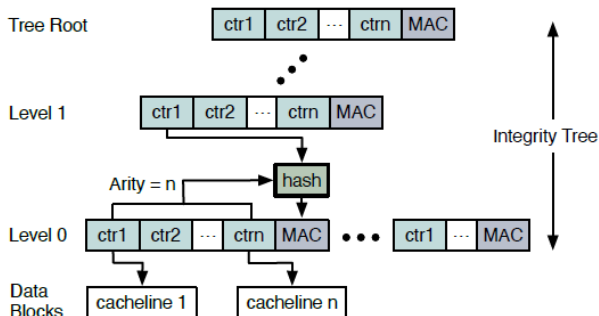 Tree Root ctr1 ctr2 ... ctrn MAC
Level 1 ctr1 ctr2 ... ctrn MAC
Integrity Tree
hash
Arity = n
Level 0 ctr1 ctr2 ... ctrn MAC ctr1 ... MAC
Data
Blocks
cacheline 1 cacheline n